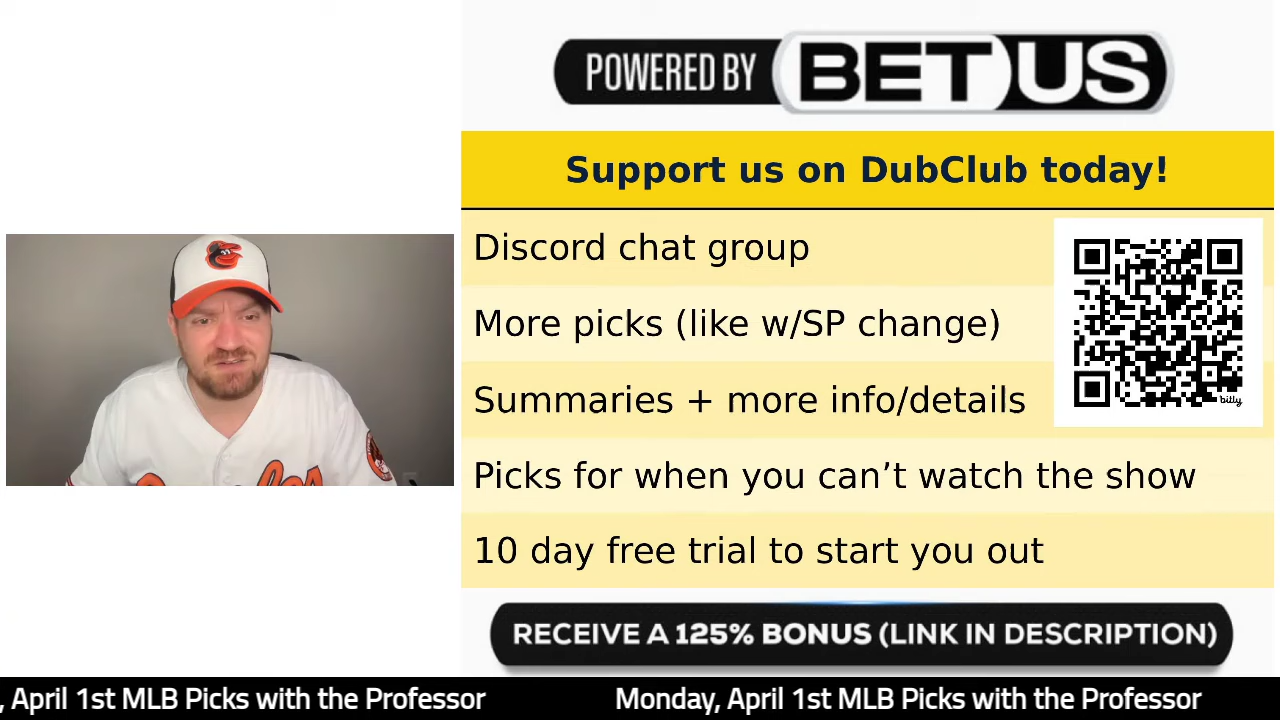 POWERED BY BETUS
Support us on DubClub today!
Discord chat group
More picks (like w/SP change)
Summaries + more info/details
bitly
Picks for when you can’t watch the show
10 day free trial to start you out
RECEIVE A 125% BONUS (LINK IN DESCRIPTION)
, April 1st MLB Picks with the Professor
Monday, April 1st MLB Picks with the Professor